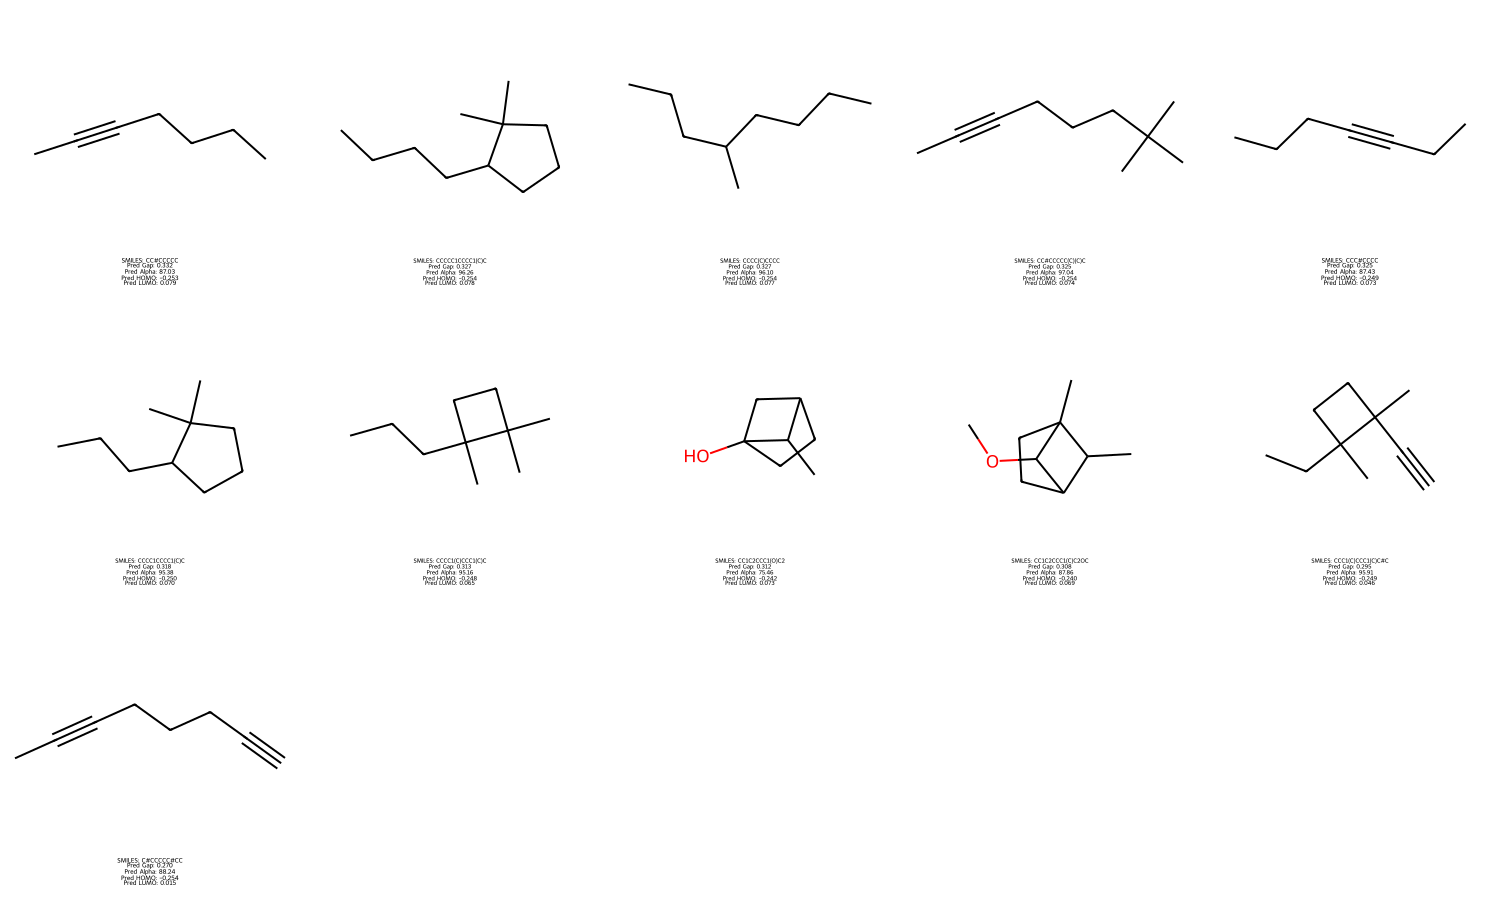 SMILES: CC#CCCCC
Pred Gap: 0.332
Pred Alpha: 87.03
Pred HOMO: -0.253
Pred LUMO: 0.079
SMILES: CCCCC1CCCC1(C)C
Pred Gap: 0.327
Pred Alpha: 96.26
Pred HOMO: -0.254
Pred LUMO: 0.078
SMILES: CCCC(C)CCCC
Pred Gap: 0.327
Pred Alpha: 96.10
Pred HOMO: -0.254
Pred LUMO: 0.077
SMILES: CC#CCCCC(C)(C)C
Pred Gap: 0.325
Pred Alpha: 97.04
Pred HOMO: -0.254
Pred LUMO: 0.074
SMILES: CCC#CCCC
Pred Gap: 0.325
Pred Alpha: 87.43
Pred HOMO: -0.249
Pred LUMO: 0.073
HO
O
SMILES: CCCC1CCCC1(C)C
Pred Gap: 0.318
Pred Alpha: 95.38
Pred HOMO: -0.250
Pred LUMO: 0.070
SMILES: CCCC1(C)CCC1(C)C
Pred Gap: 0.313
Pred Alpha: 95.16
Pred HOMO: -0.248
Pred LUMO: 0.065
SMILES: CC1C2CCC1(O)C2
Pred Gap: 0.312
Pred Alpha: 75.46
Pred HOMO: -0.242
Pred LUMO: 0.073
SMILES: CC1C2CCC1(C)C2OC
Pred Gap: 0.308
Pred Alpha: 87.86
Pred HOMO: -0.240
Pred LUMO: 0.069
SMILES: CCC1(C)CCC1(C)C#C
Pred Gap: 0.295
Pred Alpha: 95.91
Pred HOMO: -0.249
Pred LUMO: 0.046
SMILES: C#CCCCC#CC
Pred Gap: 0.270
Pred Alpha: 88.24
Pred HOMO: -0.254
Pred LUMO: 0.015